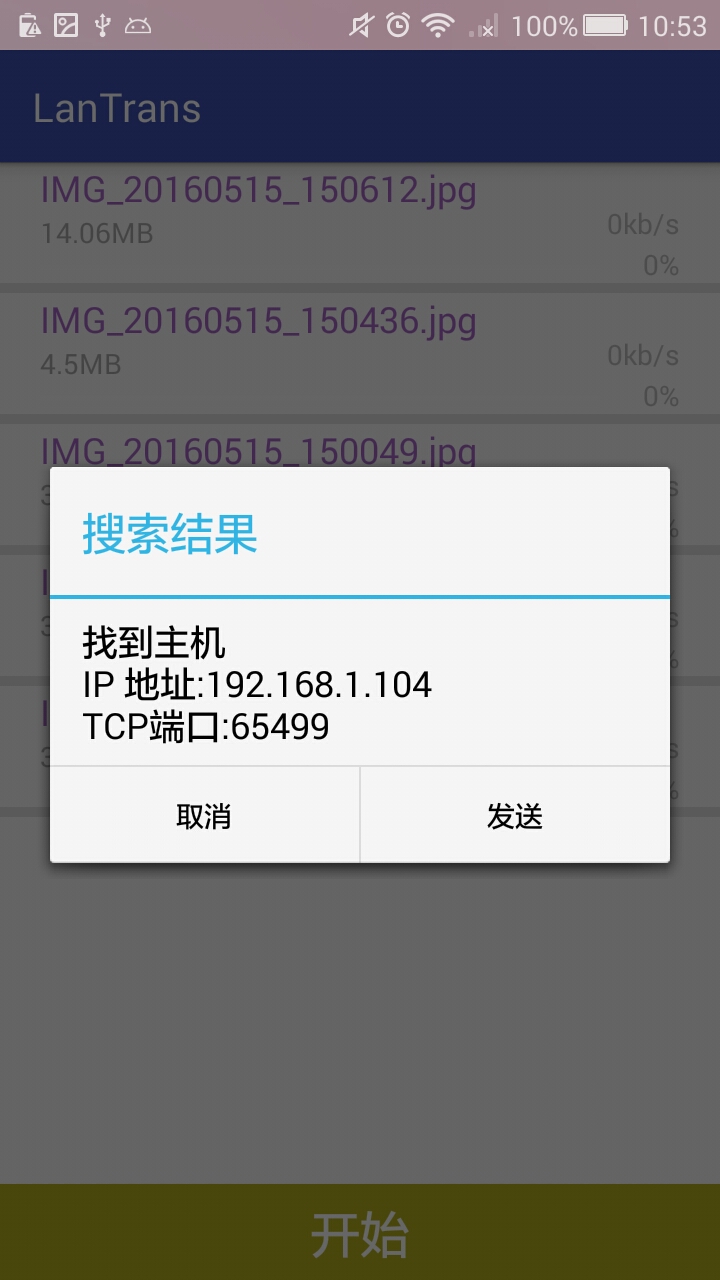 100% 10:53
LanTrans
IMG_20160515_150612.jpg
14.06MB
0kb/s
0%
IMG_20160515_150436.jpg
4.5MB
0kb/s
0%
IMG_20160515_150049.jpg
搜索结果
找到主机
IP 地址:192.168.1.104
TCP端口:65499
取消
发送
开始